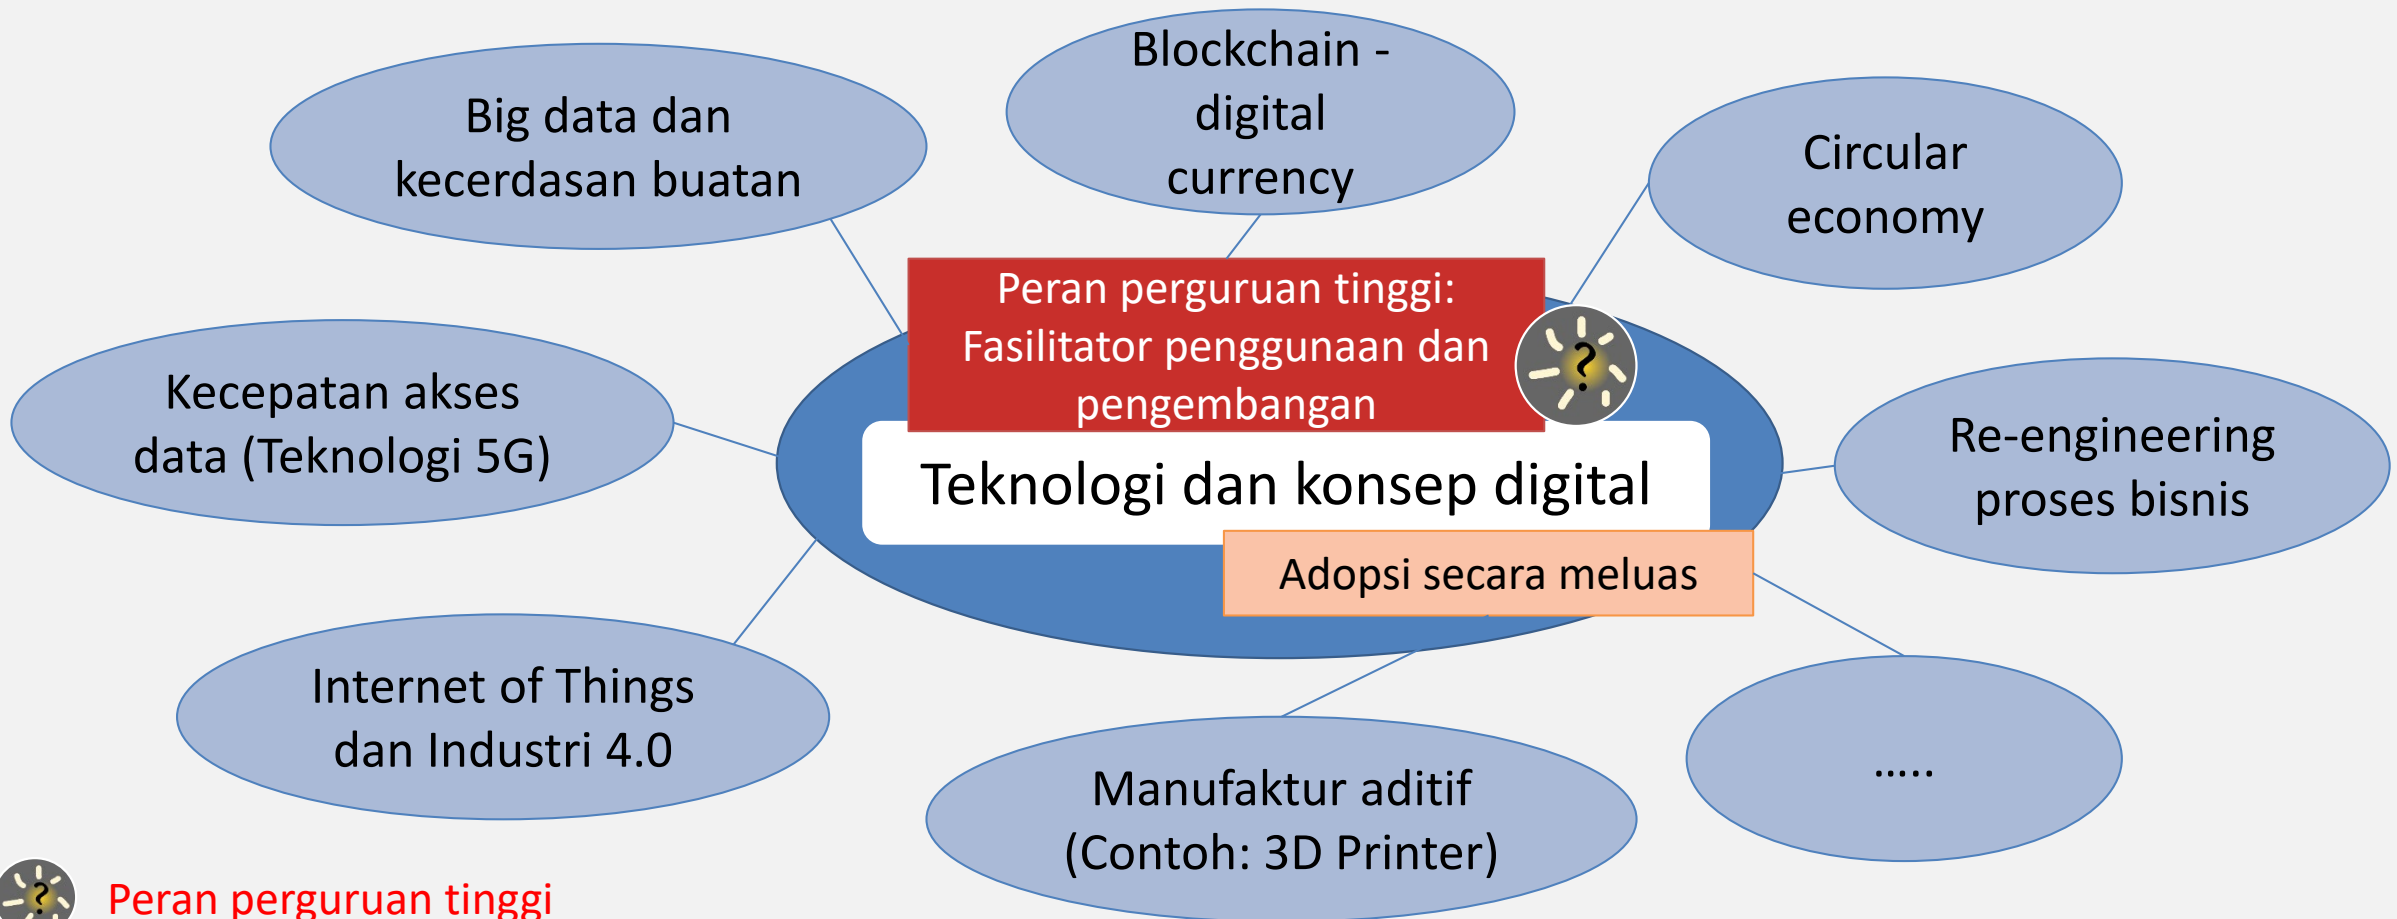 Blockchain -
digital
currency
Big data dan
kecerdasan buatan
Circular
economy
Peran perguruan tinggi:
Fasilitator penggunaan dan
pengembangan
?
Kecepatan akses
data (Teknologi 5G)
Teknologi dan konsep digital
Re-engineering
proses bisnis
Adopsi secara meluas
Internet of Things
dan Industri 4.0
Manufaktur aditif
(Contoh: 3D Printer)
.....
?
Peran perguruan tinggi